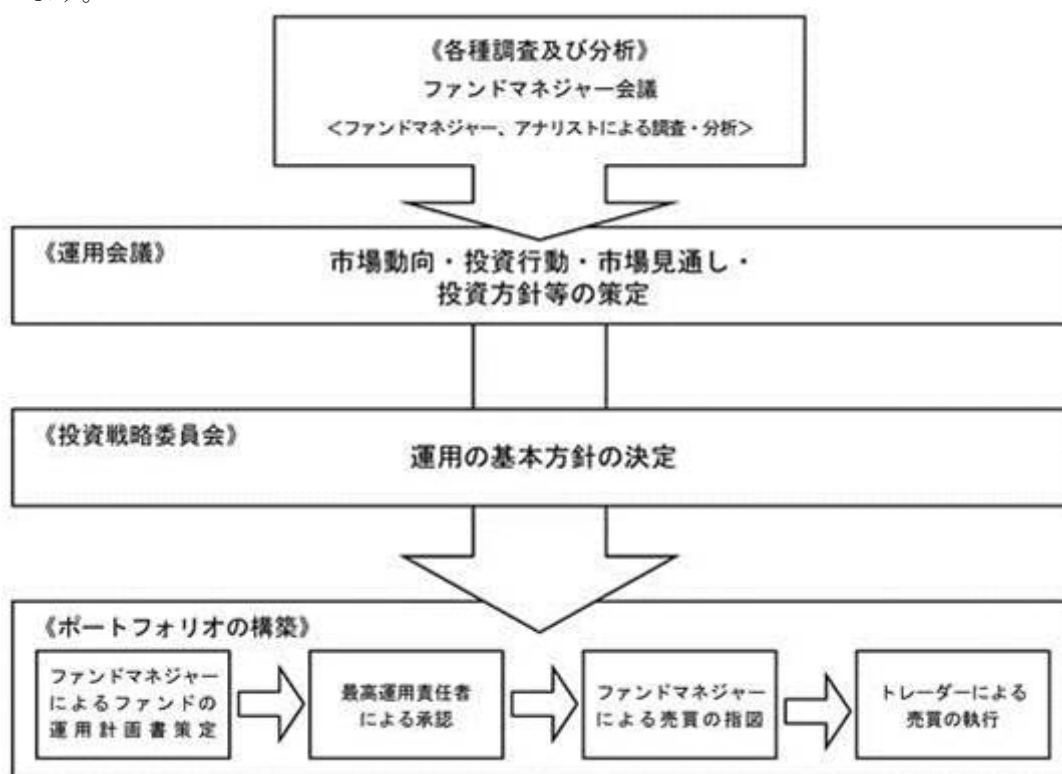 ます。
《各種調査及び分析》
ファンドマネジャー会議
＜ファンドマネジャー、アナリストによる調査・分析＞
《運用会議》
市場動向・投資行動・市場見通し・
投資方針等の策定
《投資戦略委員会》
運用の基本方針の決定
《ポートフォリオの構築》
ファンドマネジャー
によるファンドの
運用計画書策定
最高運用責任者
による承認
ファンドマネジャー
による売買の指図
トレーダーによる
売買の執行